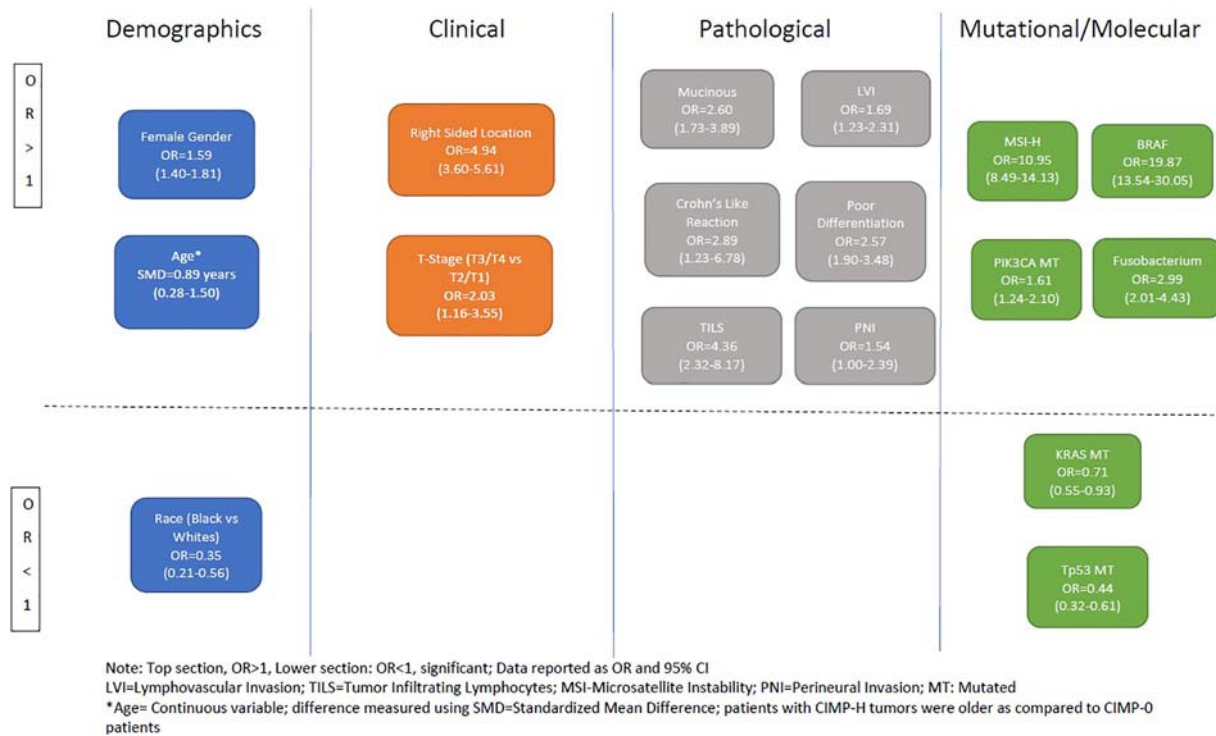 Demographics
Clinical
Pathological
Mutational/Molecular
O
R
>
1
Female Gender
OR=1.59
(1.40-1.81)
Age*
SMD=0.89 years
(0.28-1.50)
Right Sided Location
OR=4.94
(3.60-5.61)
T-Stage (T3/T4 vs
T2/T1)
OR=2.03
(1.16-3.55)
Mucinous
OR=2.60
(1.73-3.89)
LVI
OR=1.69
(1.23-2.31)
Crohn's Like
Reaction
OR=2.89
(1.23-6.78)
Poor
Differentiation
OR=2.57
(1.90-3.48)
TILS
OR=4.36
(2.32-8.17)
PNI
OR=1.54
(1.00-2.39)
MSI-H
OR=10.95
(8.49-14.13)
BRAF
OR=19.87
(13.54-30.05)
PIK3CA MT
OR=1.61
(1.24-2.10)
Fusobacterium
OR=2.99
(2.01-4.43)
O
R
<
1
Race (Black vs
Whites)
OR=0.35
(0.21-0.56)
KRAS MT
OR=0.71
(0.55-0.93)
Tp53 MT
OR=0.44
(0.32-0.61)
Note: Top section, OR>1, Lower section: OR<1, significant; Data reported as OR and 95% CI
LVI=Lymphovascular Invasion; TILS=Tumor Infiltrating Lymphocytes; MSI-Microsatellite Instability; PNI=Perineural Invasion; MT: Mutated
*Age= Continuous variable; difference measured using SMD=Standardized Mean Difference; patients with CIMP-H tumors were older as compared to CIMP-0
patients